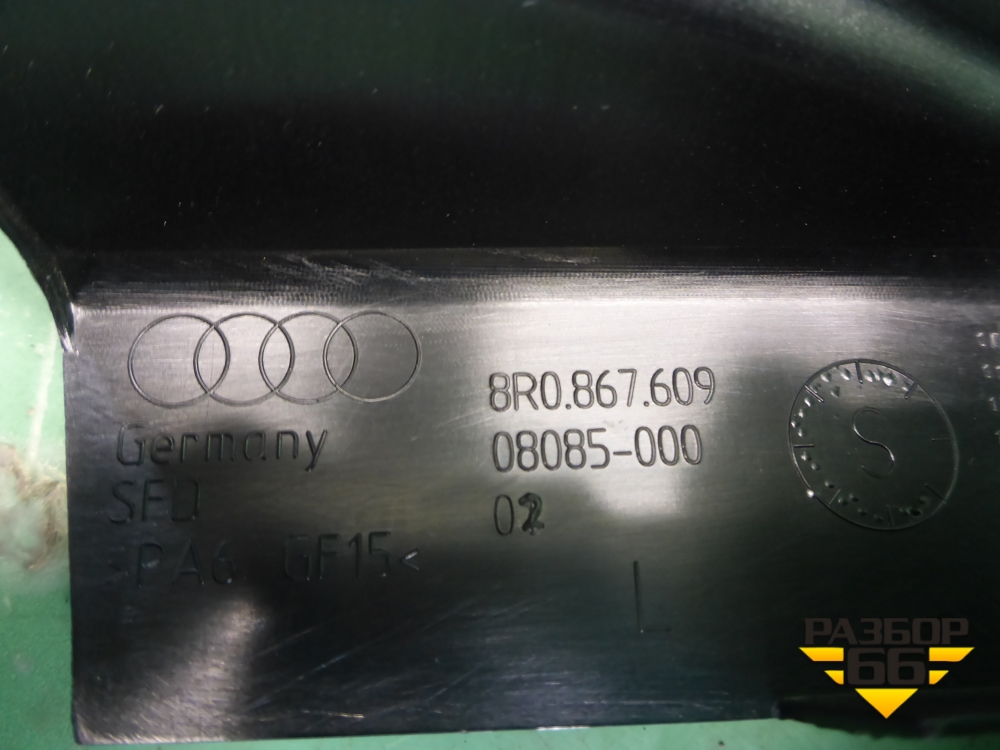 8R0.867.609
Germany
08085-000
SFD
02
>PA6 GF15<
L
S
РАЗБОР
66